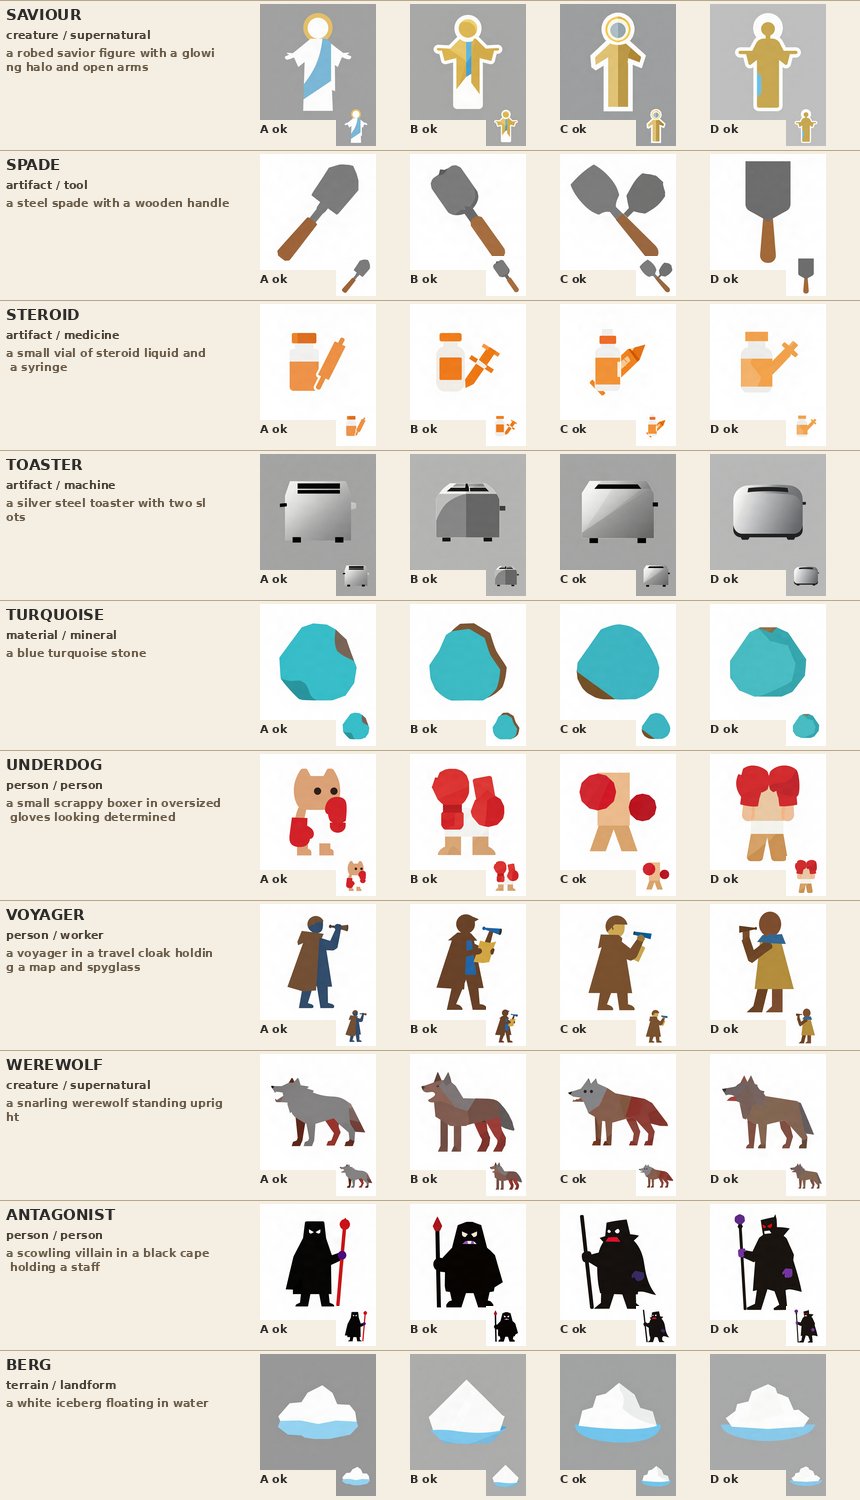 SAVIOUR
creature / supernatural
a robed savior figure with a glowi
ng halo and open arms
A ok
B ok
C ok
D ok
SPADE
artifact / tool
a steel spade with a wooden handle
A ok
B ok
C ok
D ok
STEROID
artifact / medicine
a small vial of steroid liquid and
a syringe
A ok
B ok
C ok
D ok
TOASTER
artifact / machine
a silver steel toaster with two sl
ots
A ok
B ok
C ok
D ok
TURQUOISE
material / mineral
a blue turquoise stone
A ok
B ok
C ok
D ok
UNDERDOG
person / person
a small scrappy boxer in oversized
gloves looking determined
A ok
B ok
C ok
D ok
VOYAGER
person / worker
a voyager in a travel cloak holdin
g a map and spyglass
A ok
B ok
C ok
D ok
WEREWOLF
creature / supernatural
a snarling werewolf standing uprig
ht
A ok
B ok
C ok
D ok
ANTAGONIST
person / person
a scowling villain in a black cape
holding a staff
A ok
B ok
C ok
D ok
BERG
terrain / landform
a white iceberg floating in water
A ok
B ok
C ok
D ok